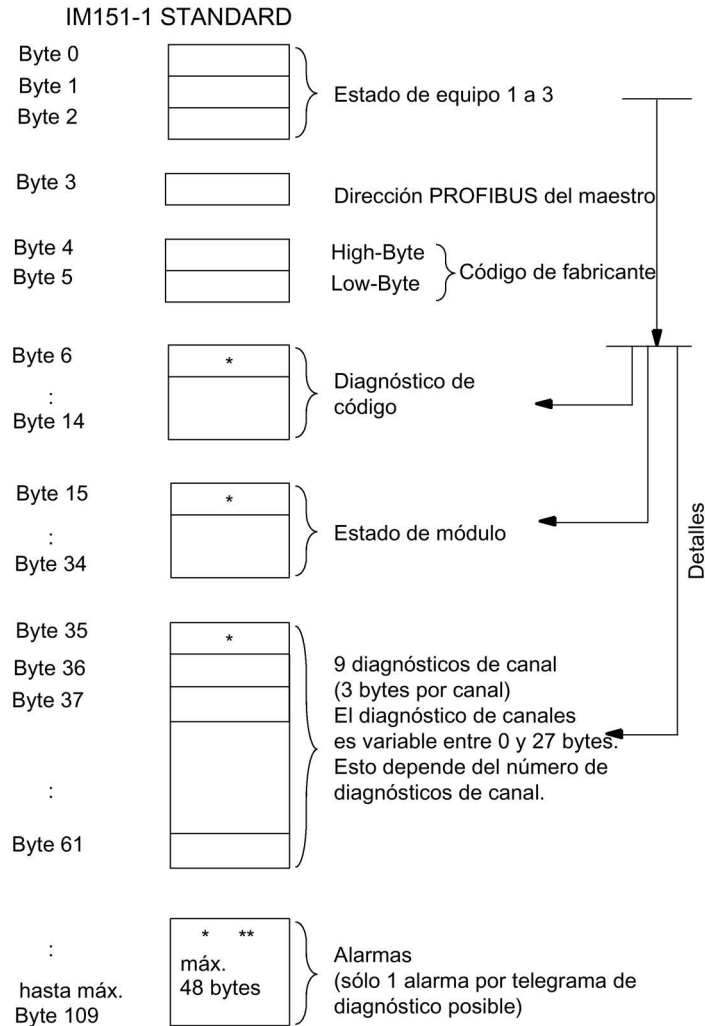 IM151-1 STANDARD
Byte 0
Byte 1
Byte 2
Estado de equipo 1 a 3
Byte 3
Dirección PROFIBUS del maestro
Byte 4
Byte 5
High-Byte
Low-Byte
Código de fabricante
Byte 6
:
Byte 14
*
Diagnóstico de
código
Byte 15
:
Byte 34
*
Estado de módulo
Detalles
Byte 35
Byte 36
Byte 37
:
Byte 61
*
9 diagnósticos de canal
(3 bytes por canal)
El diagnóstico de canales
es variable entre 0 y 27 bytes.
Esto depende del número de
diagnósticos de canal.
:
hasta máx.
Byte 109
* **
máx.
48 bytes
Alarmas
(sólo 1 alarma por telegrama de
diagnóstico posible)